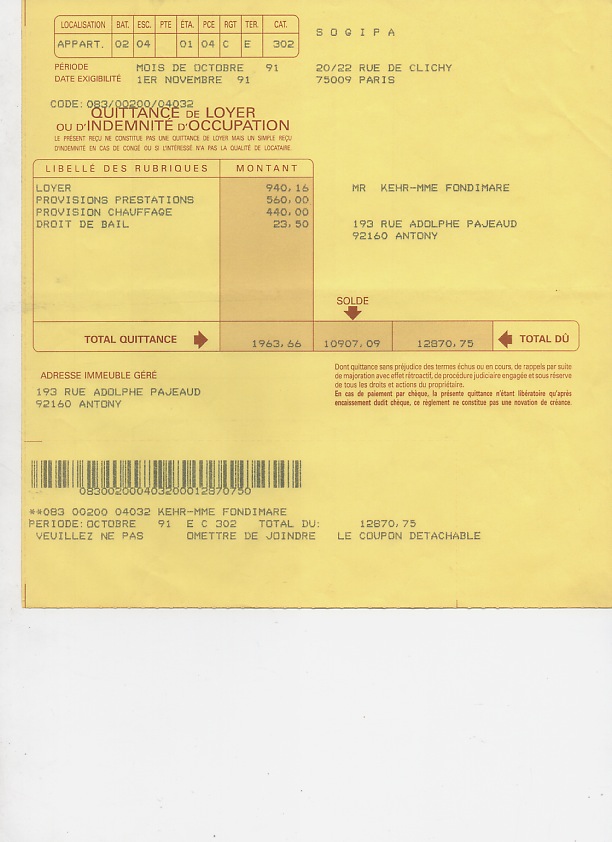 LOCALISATION BAT. ESC. PTE ÉTA. PCE RGT TER. CAT.
APPART. 02 04 01 04 C E 302
SOGIPA
PÉRIODE MOIS DE OCTOBRE 91
DATE EXIGIBILITÉ 1ER NOVEMBRE 91
20/22 RUE DE CLICHY
75009 PARIS
CODE: 083/00200/04032
QUITTANCE DE LOYER
OU D'INDEMNITÉ D'OCCUPATION
LE PRÉSENT REÇU NE CONSTITUE PAS UNE QUITTANCE DE LOYER MAIS UN SIMPLE REÇU
D'INDEMNITÉ EN CAS DE CONGÉ OU SI L'INTÉRESSÉ N'A PAS LA QUALITÉ DE LOCATAIRE.
LIBELLÉ DES RUBRIQUES MONTANT
LOYER 940,16
PROVISIONS PRESTATIONS 560,00
PROVISION CHAUFFAGE 440,00
DROIT DE BAIL 23,50
MR KEHR-MME FONDIMARE
193 RUE ADOLPHE PAJEAUD
92160 ANTONY
SOLDE
TOTAL QUITTANCE 1963,66 10907,09 12870,75 TOTAL DÛ
ADRESSE IMMEUBLE GÉRÉ
193 RUE ADOLPHE PAJEAUD
92160 ANTONY
Dont quittance sans préjudice des termes échus ou en cours, de rappels par suite
de majoration avec effet rétroactif, de procédure judiciaire engagée et sous réserve
de tous les droits et actions du propriétaire.
En cas de paiement par chèque, la présente quittance n'étant libératoire qu'après
encaissement dudit chèque, ce règlement ne constitue pas une novation de créance.
083002000403200012870750
**083 00200 04032 KEHR-MME FONDIMARE
PERIODE:OCTOBRE 91 E C 302 TOTAL DU: 12870,75
VEUILLEZ NE PAS OMETTRE DE JOINDRE LE COUPON DETACHABLE